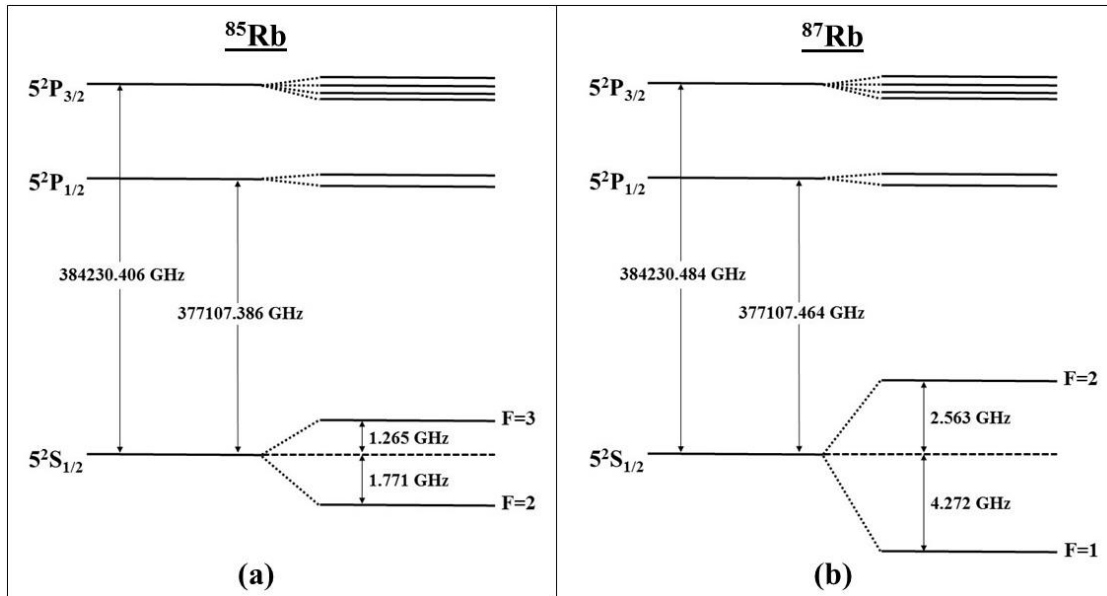 ⁸⁵Rb
5²P₃/₂
5²P₁/₂
384230.406 GHz
377107.386 GHz
F=3
1.265 GHz
5²S₁/₂
1.771 GHz
F=2
(a)
⁸⁷Rb
5²P₃/₂
5²P₁/₂
384230.484 GHz
377107.464 GHz
F=2
2.563 GHz
5²S₁/₂
4.272 GHz
F=1
(b)